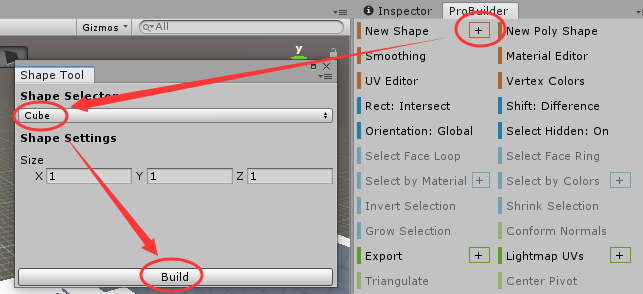 Gizmos
All
y
Shape Tool
Shape Selector
Cube
Shape Settings
Size
X 1 Y 1 Z 1
Build
Inspector ProBuilder
New Shape + New Poly Shape
Smoothing Material Editor
UV Editor Vertex Colors
Rect: Intersect Shift: Difference
Orientation: Global Select Hidden: On
Select Face Loop Select Face Ring
Select by Material + Select by Colors +
Invert Selection Shrink Selection
Grow Selection Conform Normals
Export + Lightmap UVs +
Triangulate Center Pivot